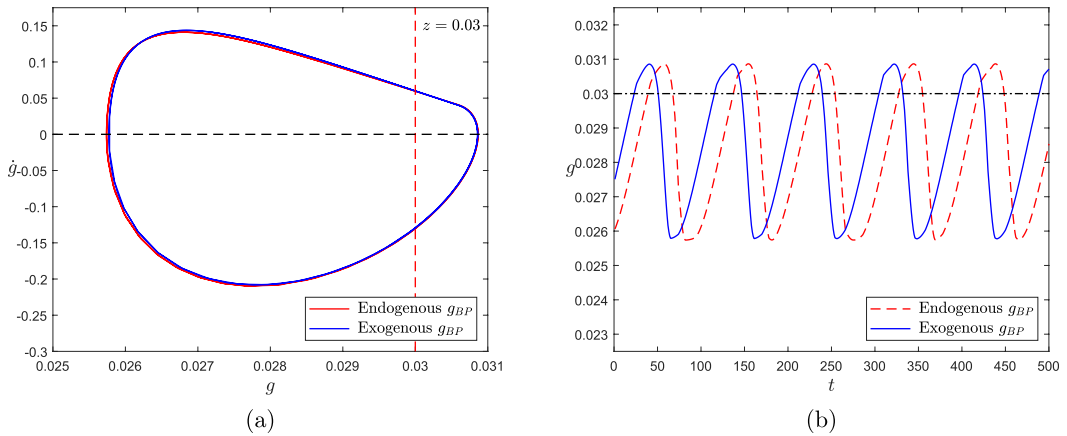 0.15
0.1
0.05
0
-0.05
-0.1
-0.15
-0.2
-0.25
-0.3
ġ
z = 0.03
Endogenous g_BP
Exogenous g_BP
0.025 0.026 0.027 0.028 0.029 0.03 0.031
g
(a)
0.032
0.031
0.03
0.029
0.028
0.027
0.026
0.025
0.024
0.023
g
Endogenous g_BP
Exogenous g_BP
0 50 100 150 200 250 300 350 400 450 500
t
(b)